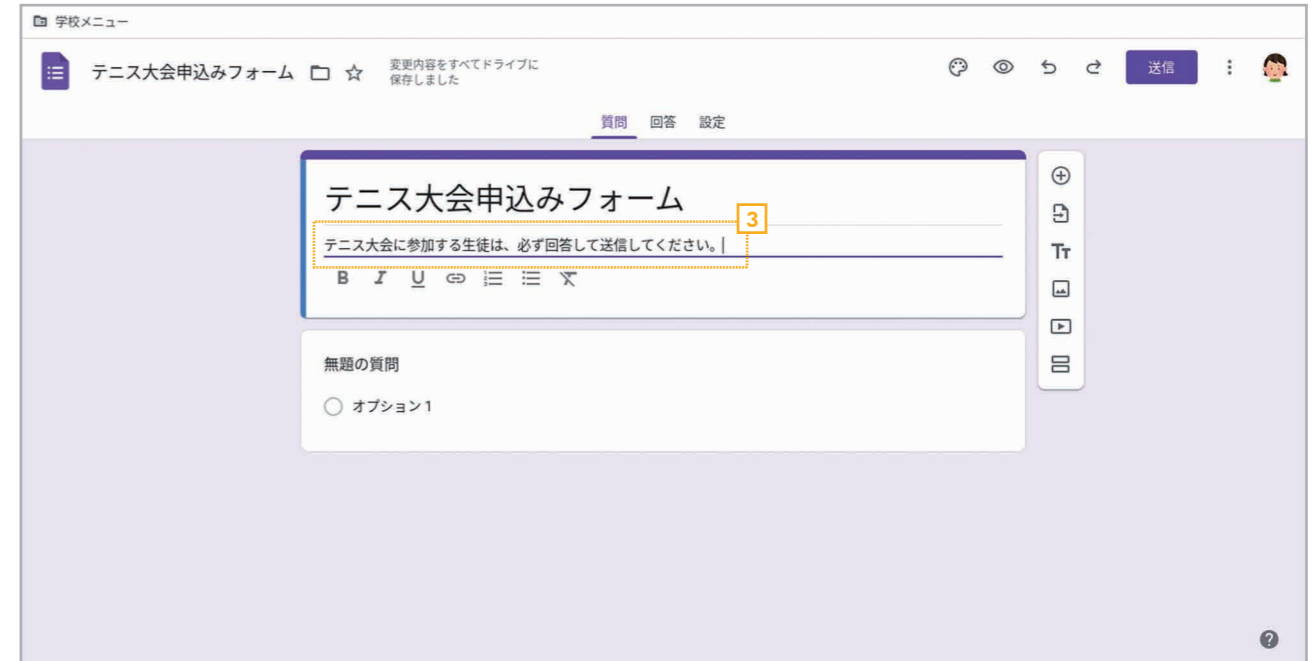 学校メニュー
テニス大会申込みフォーム
変更内容をすべてドライブに
保存しました
送信
質問 回答 設定
テニス大会申込みフォーム
3
テニス大会に参加する生徒は、必ず回答して送信してください。
B I U
Tт
無題の質問
オプション 1